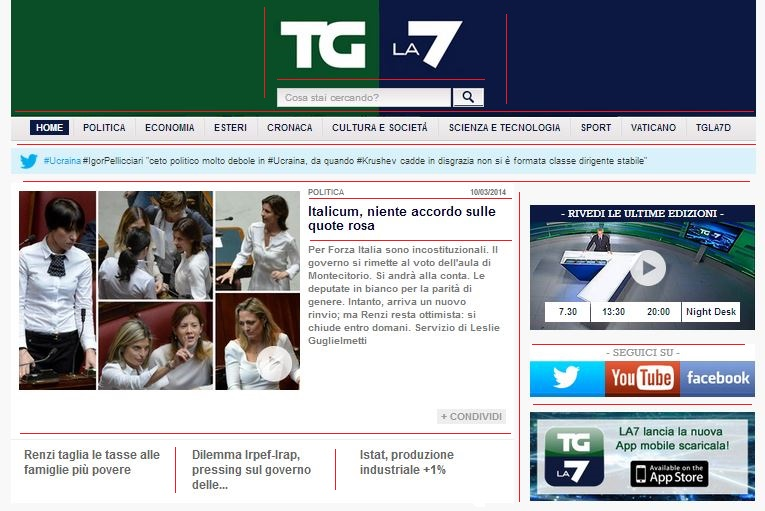 TG LA7
Cosa stai cercando?
HOME POLITICA ECONOMIA ESTERI CRONACA CULTURA E SOCIETÁ SCIENZA E TECNOLOGIA SPORT VATICANO TGLA7D
#Ucraina #IgorPellicciari "ceto politico molto debole in #Ucraina, da quando #Krushev cadde in disgrazia non si è formata classe dirigente stabile"
POLITICA 10/03/2014
Italicum, niente accordo sulle
quote rosa
Per Forza Italia sono incostituzionali. Il
governo si rimette al voto dell'aula di
Montecitorio. Si andrà alla conta. Le
deputate in bianco per la parità di
genere. Intanto, arriva un nuovo
rinvio; ma Renzi resta ottimista: si
chiude entro domani. Servizio di Leslie
Guglielmetti
+ CONDIVIDI
- RIVEDI LE ULTIME EDIZIONI -
TG LA7
7.30 13:30 20:00 Night Desk
- SEGUICI SU -
YouTube facebook
TG
LA7
LA7 lancia la nuova
App mobile scaricala!
Available on the
App Store
Renzi taglia le tasse alle
famiglie più povere
Dilemma Irpef-Irap,
pressing sul governo
delle...
Istat, produzione
industriale +1%